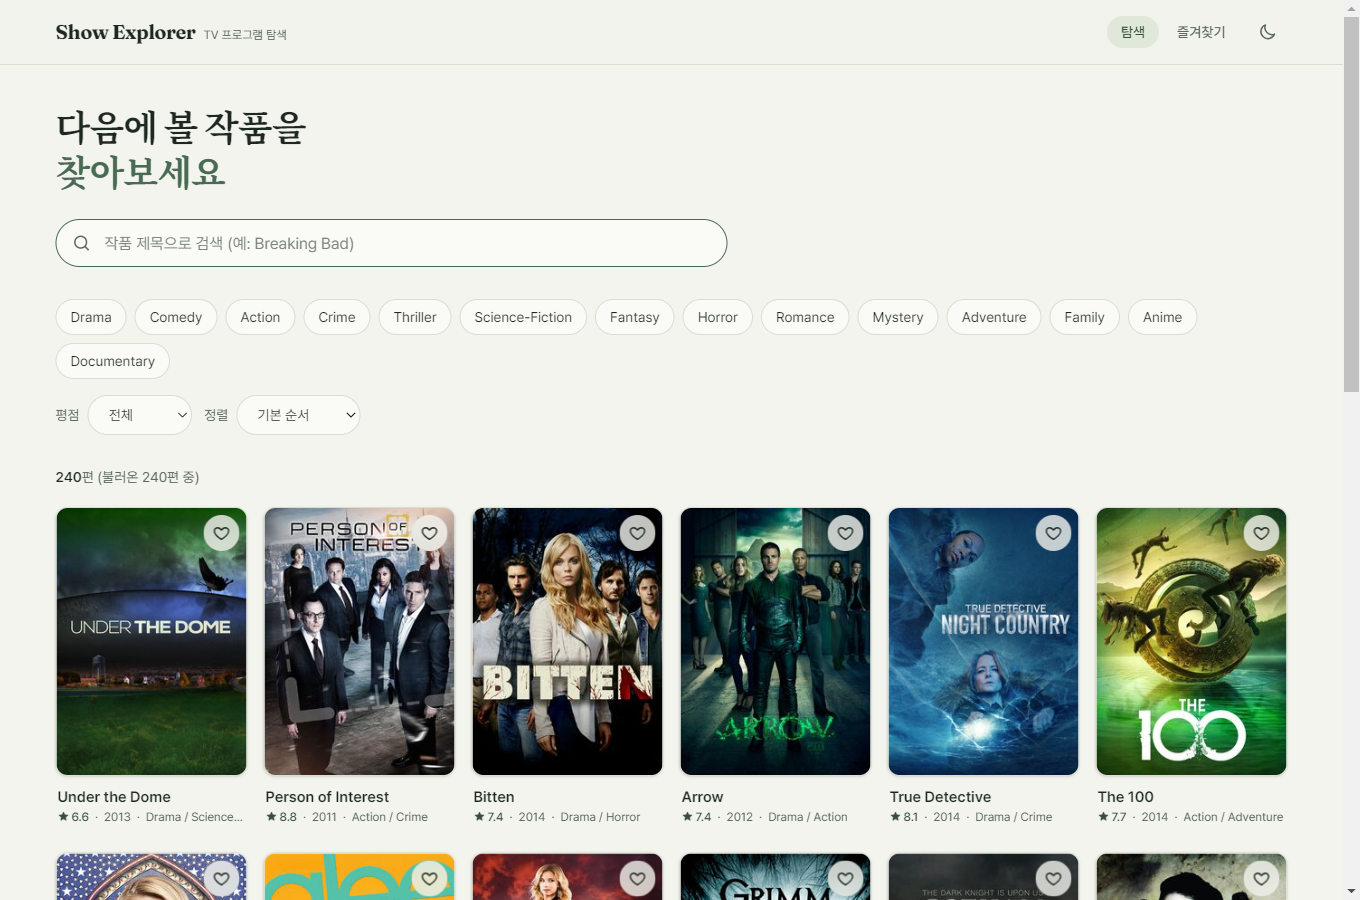 Show Explorer TV 프로그램 탐색
탐색 즐겨찾기
다음에 볼 작품을
찾아보세요
작품 제목으로 검색 (예: Breaking Bad)
Drama Comedy Action Crime Thriller Science-Fiction Fantasy Horror Romance Mystery Adventure Family Anime
Documentary
평점 전체 정렬 기본 순서
240편 (불러온 240편 중)
UNDER THE DOME
PERSON OF
INTEREST
BITTEN
ARROW
TRUE DETECTIVE
NIGHT COUNTRY
THE
100
Under the Dome
★ 6.6 · 2013 · Drama / Science...
Person of Interest
★ 8.8 · 2011 · Action / Crime
Bitten
★ 7.4 · 2014 · Drama / Horror
Arrow
★ 7.4 · 2012 · Drama / Action
True Detective
★ 8.1 · 2014 · Drama / Crime
The 100
★ 7.7 · 2014 · Action / Adventure
glee
GRIMM
THE DARK KNIGHT IS UPON US